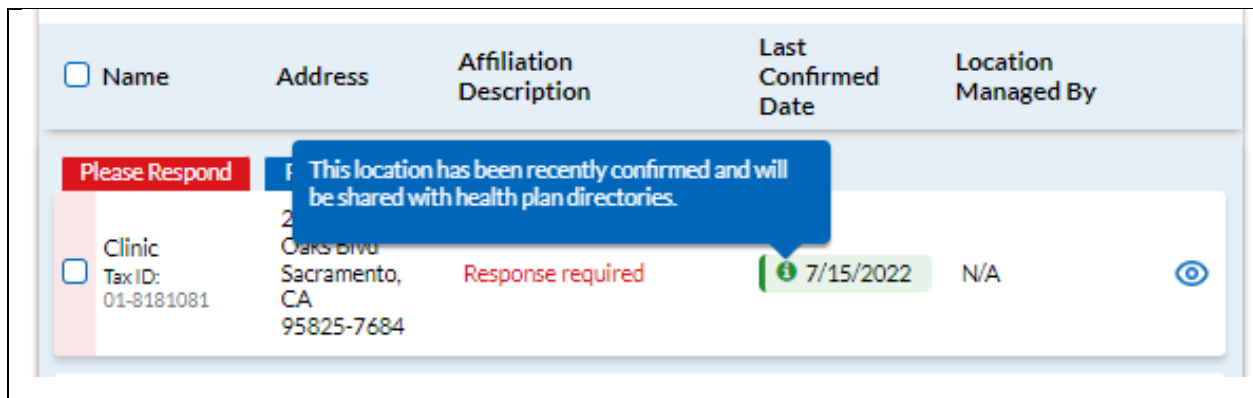 Name
Address
Affiliation
Description
Last
Confirmed
Date
Location
Managed By
Please Respond
This location has been recently confirmed and will
be shared with health plan directories.
Clinic
Tax ID:
01-8181081
Oaks Blvd
Sacramento,
CA
95825-7684
Response required
7/15/2022
N/A